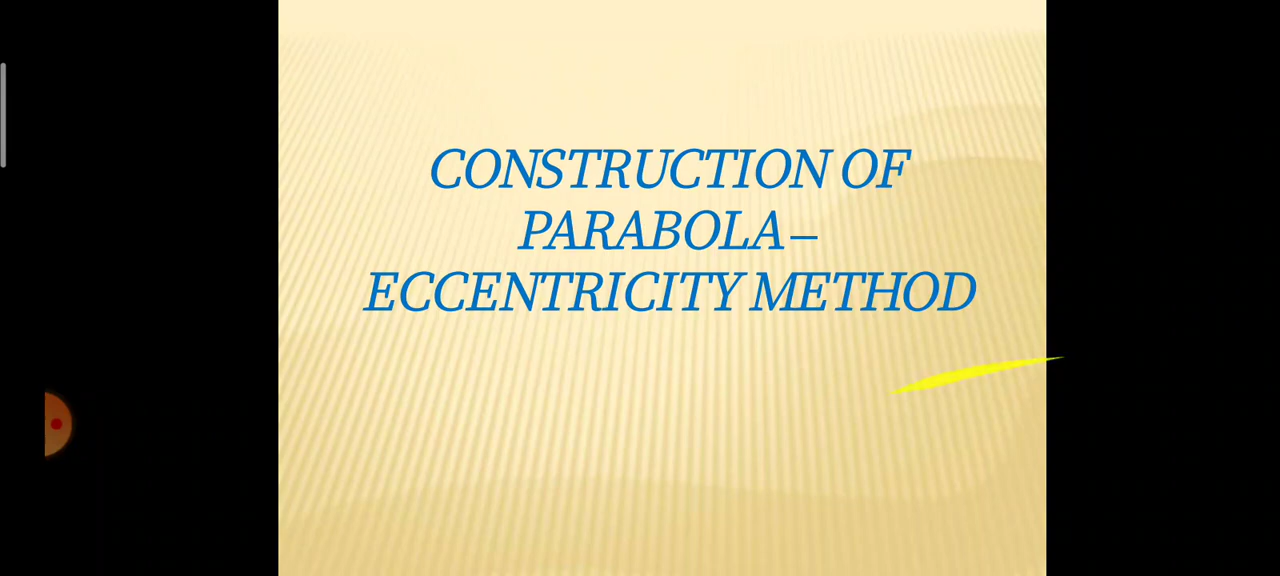 CONSTRUCTION OF
PARABOLA –
ECCENTRICITY METHOD